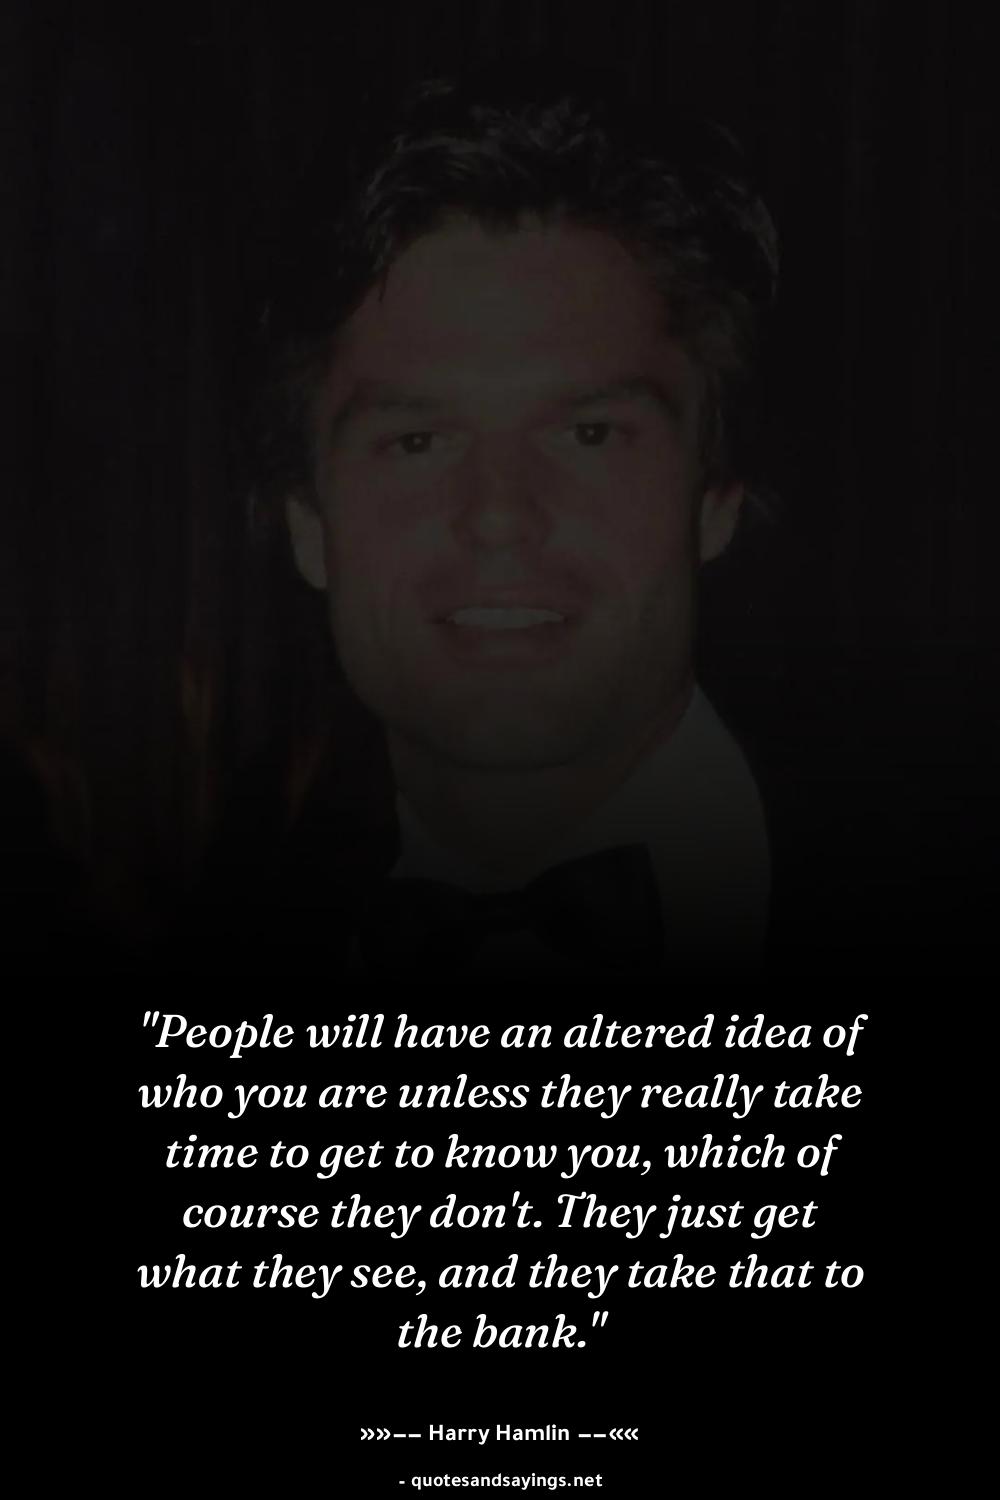 "People will have an altered idea of
who you are unless they really take
time to get to know you, which of
course they don't. They just get
what they see, and they take that to
the bank."
»»–– Harry Hamlin ––««
- quotesandsayings.net